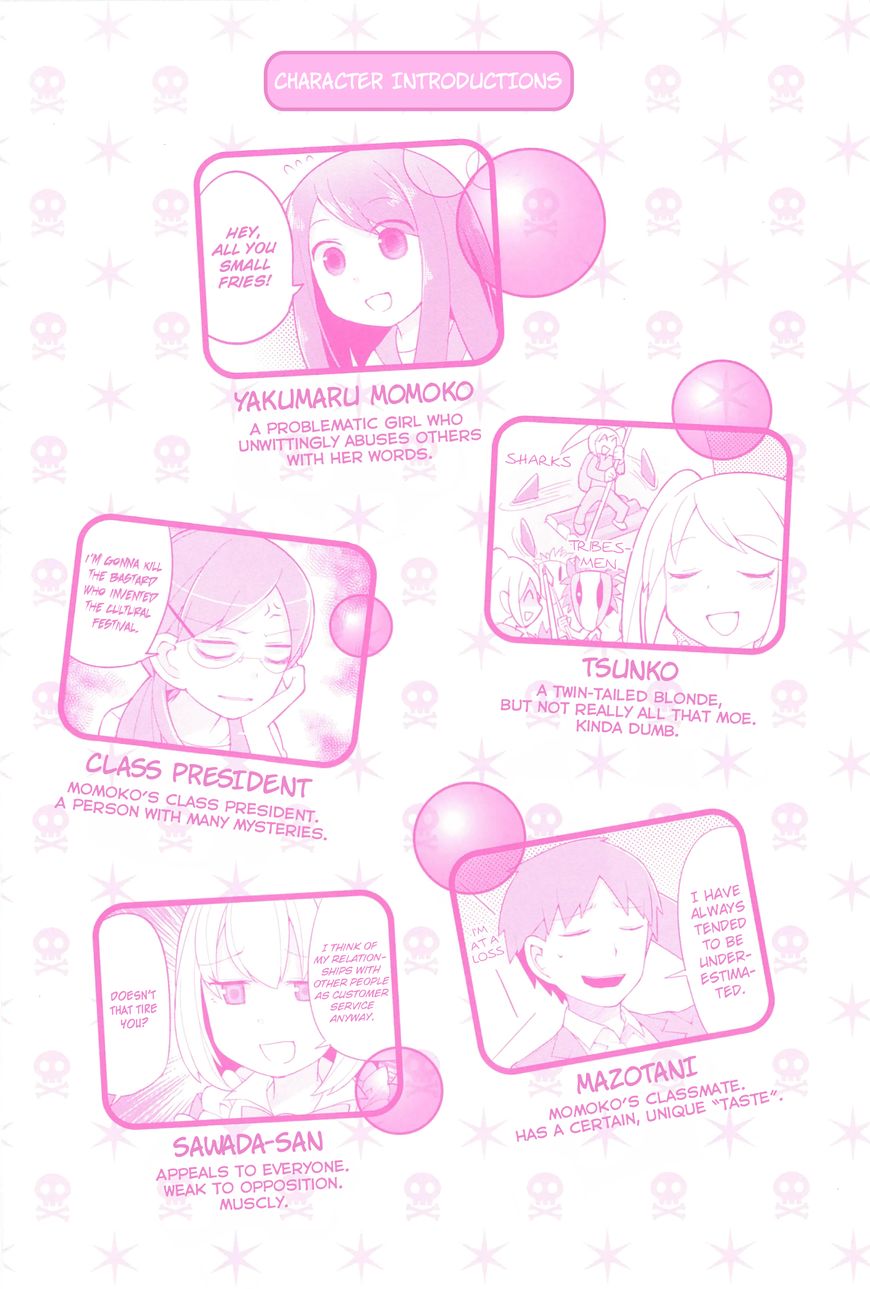 CHARACTER INTRODUCTIONS
HEY,
ALL YOU
SMALL
FRIES!
YAKUMARU MOMOKO
A PROBLEMATIC GIRL WHO
UNWITTINGLY ABUSES OTHERS
WITH HER WORDS.
SHARKS
TRIBES-
MEN
TSUNKO
A TWIN-TAILED BLONDE,
BUT NOT REALLY ALL THAT MOE.
KINDA DUMB.
I'M GONNA KILL
THE BASTARD
WHO INVENTED
THE CULTURAL
FESTIVAL.
CLASS PRESIDENT
MOMOKO'S CLASS PRESIDENT.
A PERSON WITH MANY MYSTERIES.
I HAVE
ALWAYS
TENDED
TO BE
UNDER-
ESTIMA-
TED.
I'M
AT A
LOSS
MAZOTANI
MOMOKO'S CLASSMATE.
HAS A CERTAIN, UNIQUE "TASTE".
I THINK OF
MY RELATION-
SHIPS WITH
OTHER PEOPLE
AS CUSTOMER
SERVICE
ANYWAY.
DOESN'T
THAT TIRE
YOU?
SAWADA-SAN
APPEALS TO EVERYONE.
WEAK TO OPPOSITION.
MUSCLY.